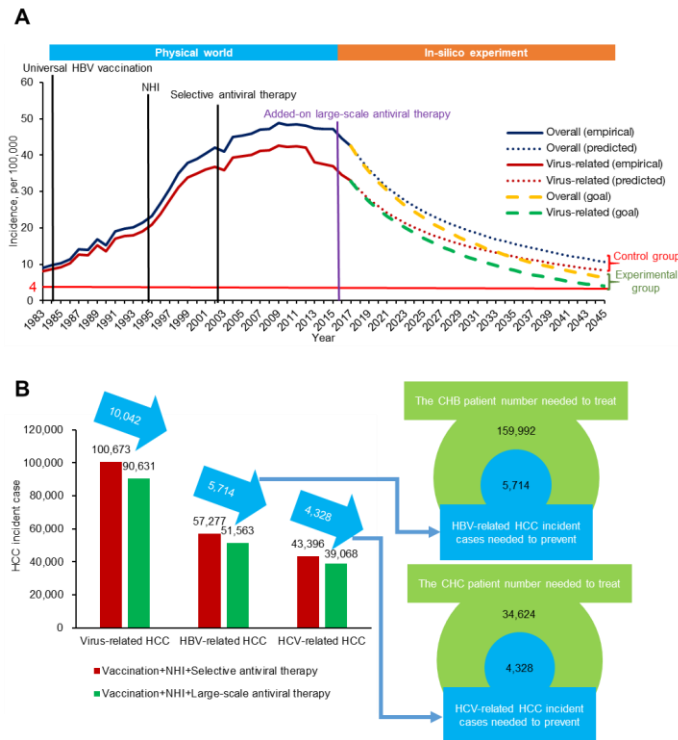 A
Physical world
In-silico experiment
Universal HBV vaccination
NHI
Selective antiviral therapy
Added-on large-scale antiviral therapy
60
50
40
30
20
10
4
0
Incidence, per 100,000
Overall (empirical)
Overall (predicted)
Virus-related (empirical)
Virus-related (predicted)
Overall (goal)
Virus-related (goal)
Control group
Experimental
group
1983 1985 1987 1989 1991 1993 1995 1997 1999 2001 2003 2005 2007 2009 2011 2013 2015 2017 2019 2021 2023 2025 2027 2029 2031 2033 2035 2037 2039 2041 2043 2045
Year
B
10,042
5,714
4,328
120,000
100,000
80,000
60,000
40,000
20,000
0
HCC incident case
100,673
90,631
57,277
51,563
43,396
39,068
Virus-related HCC
HBV-related HCC
HCV-related HCC
Vaccination+NHI+Selective antiviral therapy
Vaccination+NHI+Large-scale antiviral therapy
The CHB patient number needed to treat
159,992
5,714
HBV-related HCC incident
cases needed to prevent
The CHC patient number needed to treat
34,624
4,328
HCV-related HCC incident
cases needed to prevent